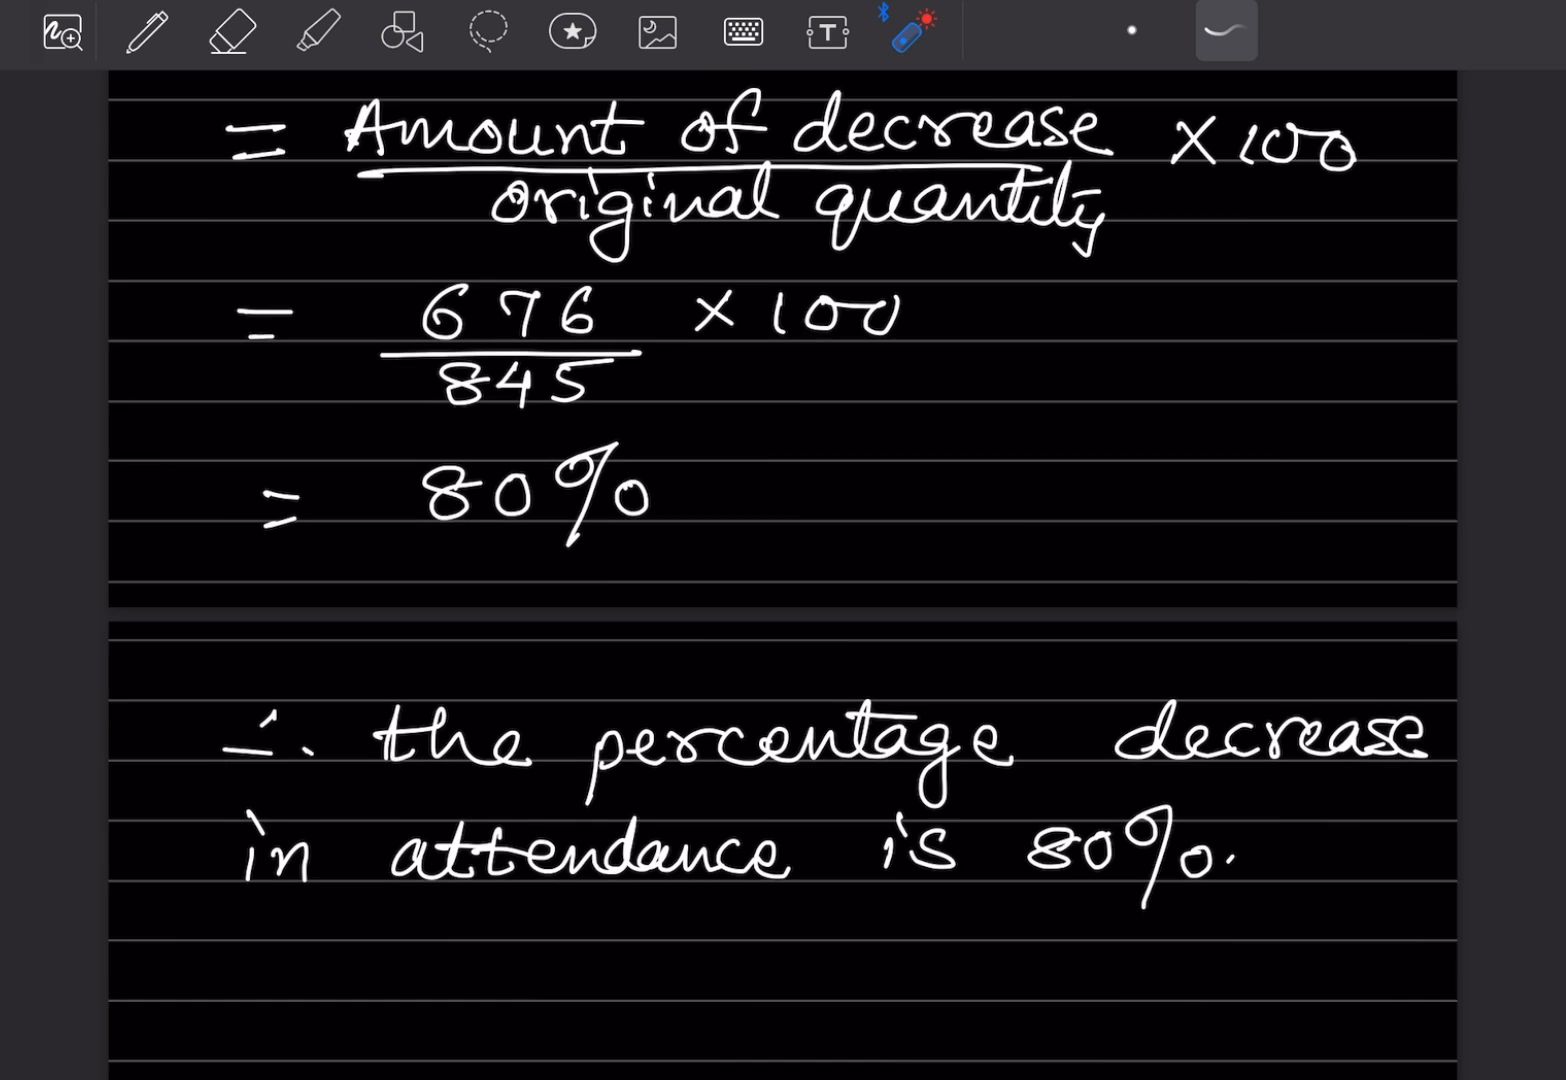 = Amount of decrease × 100
original quantity
= 676 × 100
845
= 80%
∴ the percentage decrease
in attendance is 80%.